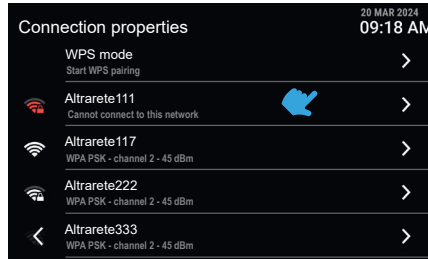 20 MAR 2024
Connection properties
09:18 AM
WPS mode
Start WPS pairing
Altrarete111
Cannot connect to this network
Altrarete117
WPA PSK - channel 2 - 45 dBm
Altrarete222
WPA PSK - channel 2 - 45 dBm
Altrarete333
WPA PSK - channel 2 - 45 dBm